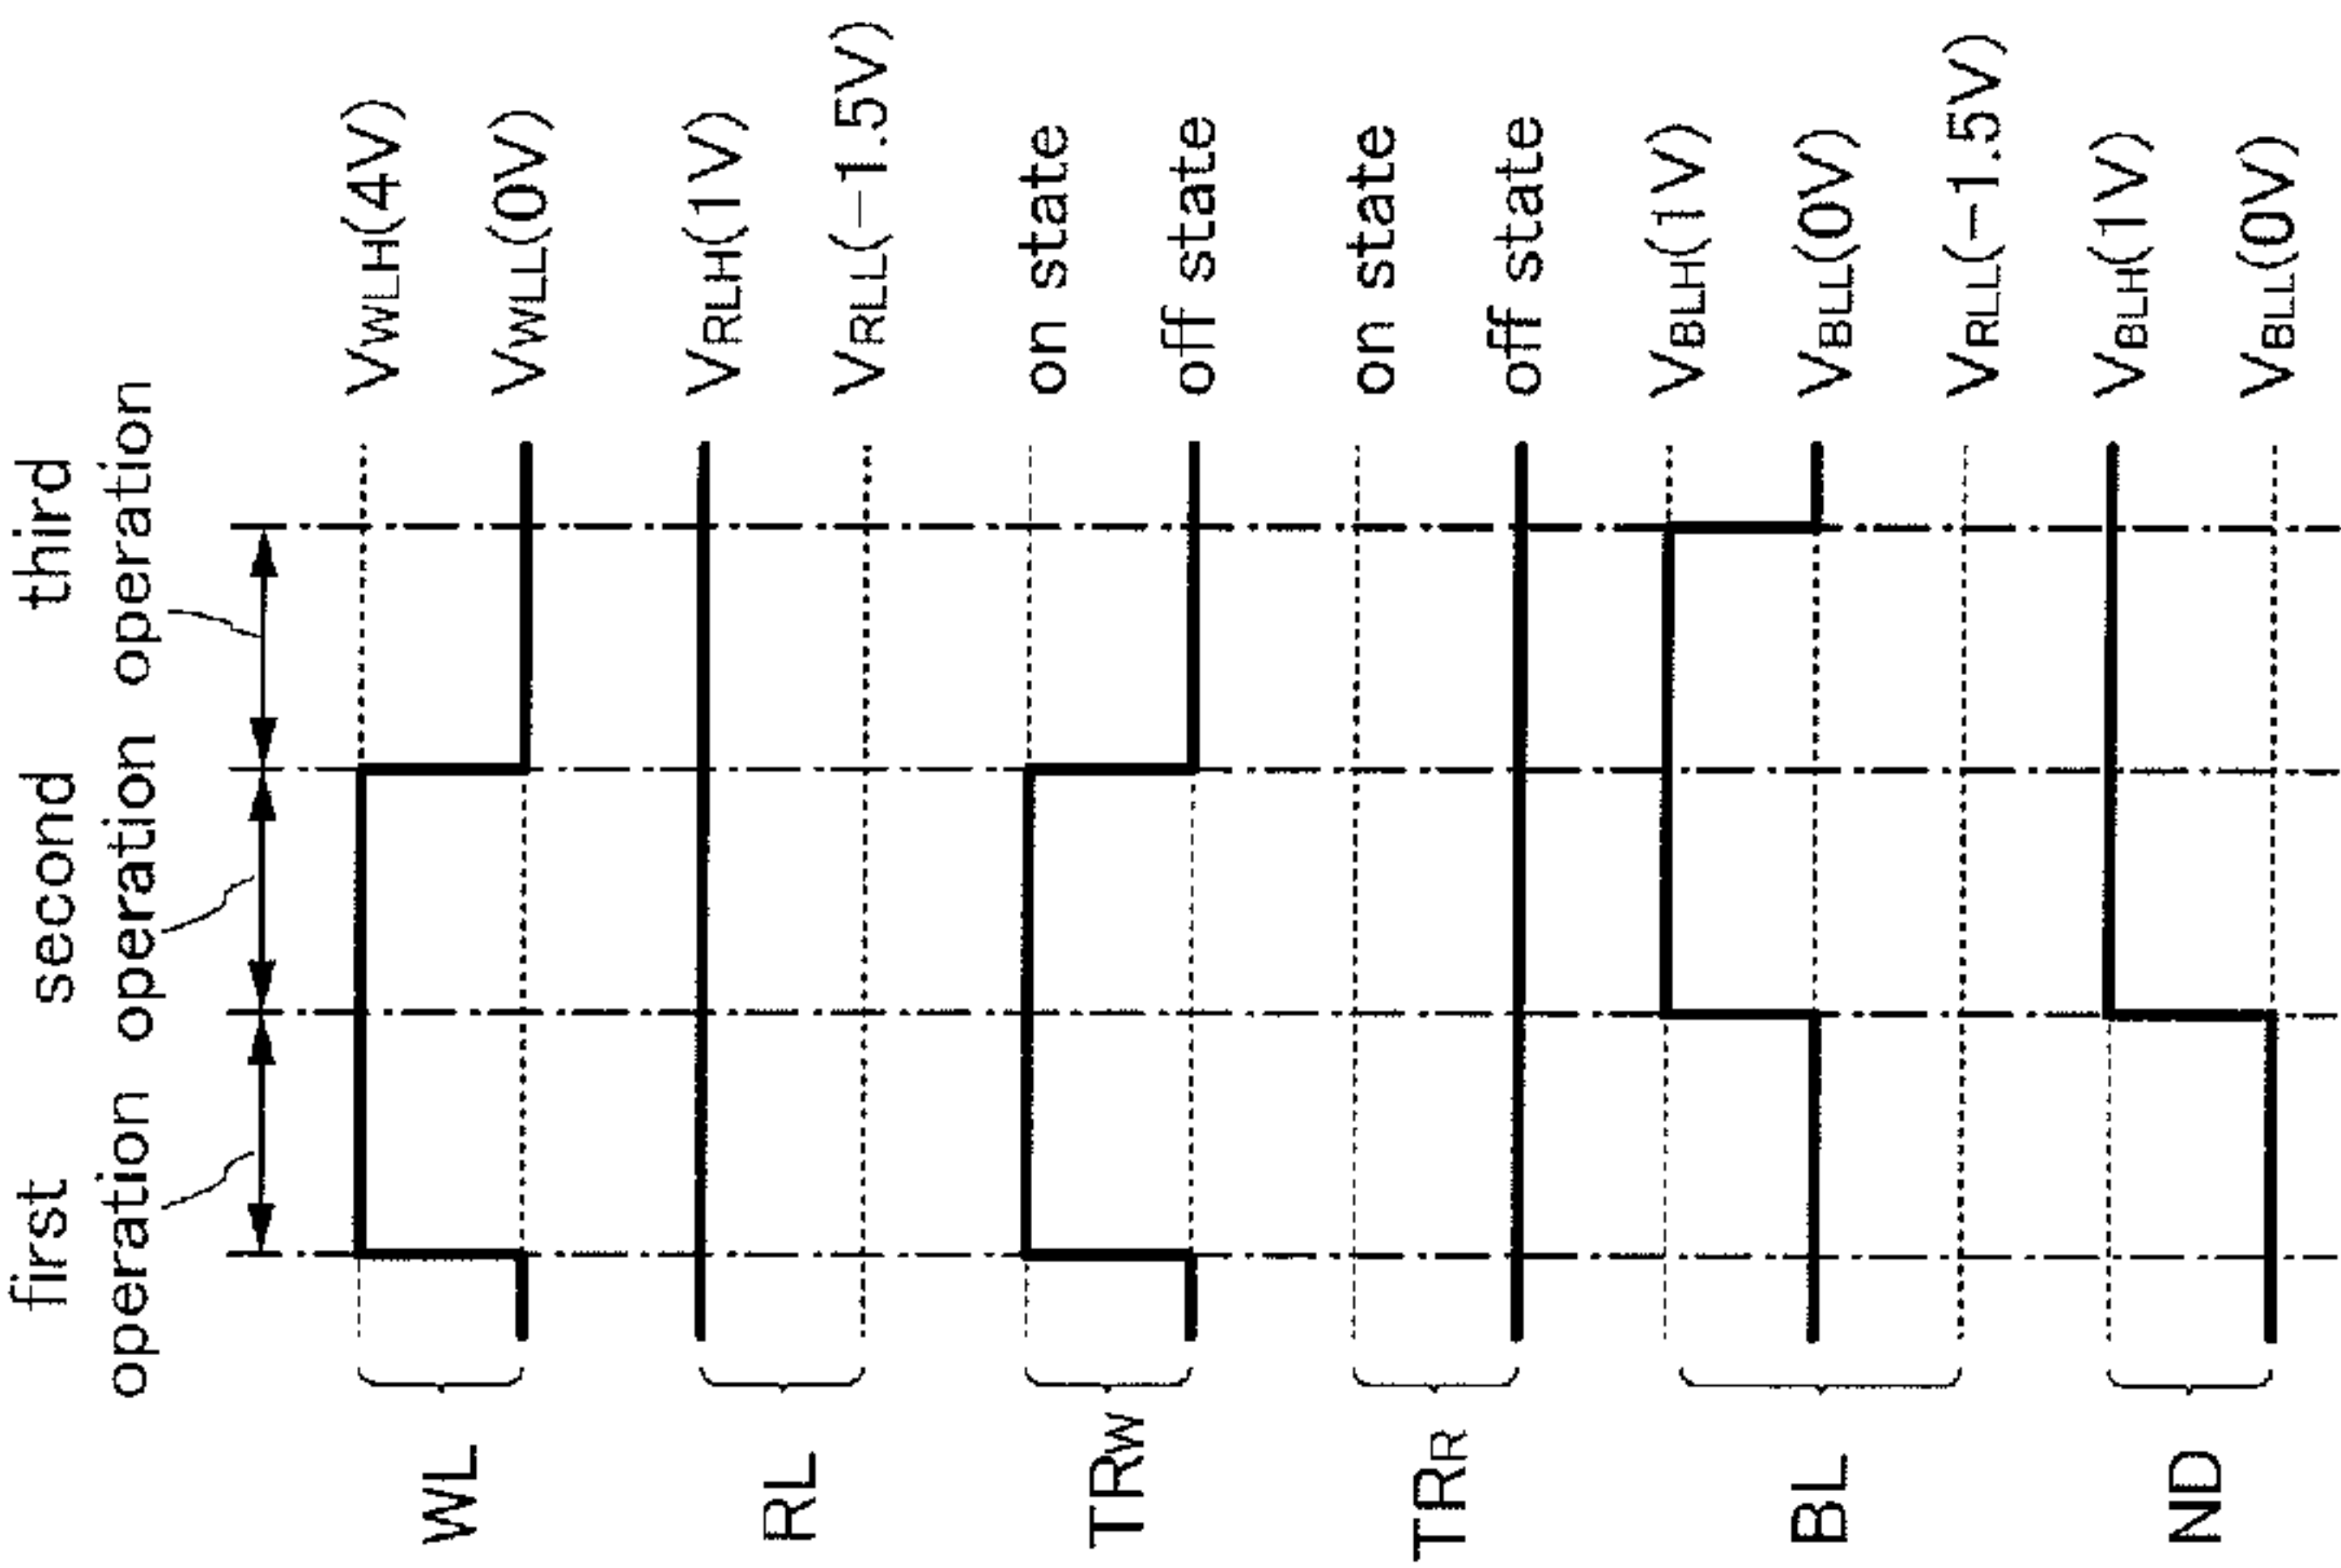 first second third
operation operation operation
WL
VWLH(4V)
VWLL(0V)
RL
VRLH(1V)
VRLL(−1.5V)
TRW
on state
off state
TRR
on state
off state
BL
VBLH(1V)
VBLL(0V)
VRLL(−1.5V)
ND
VBLH(1V)
VBLL(0V)